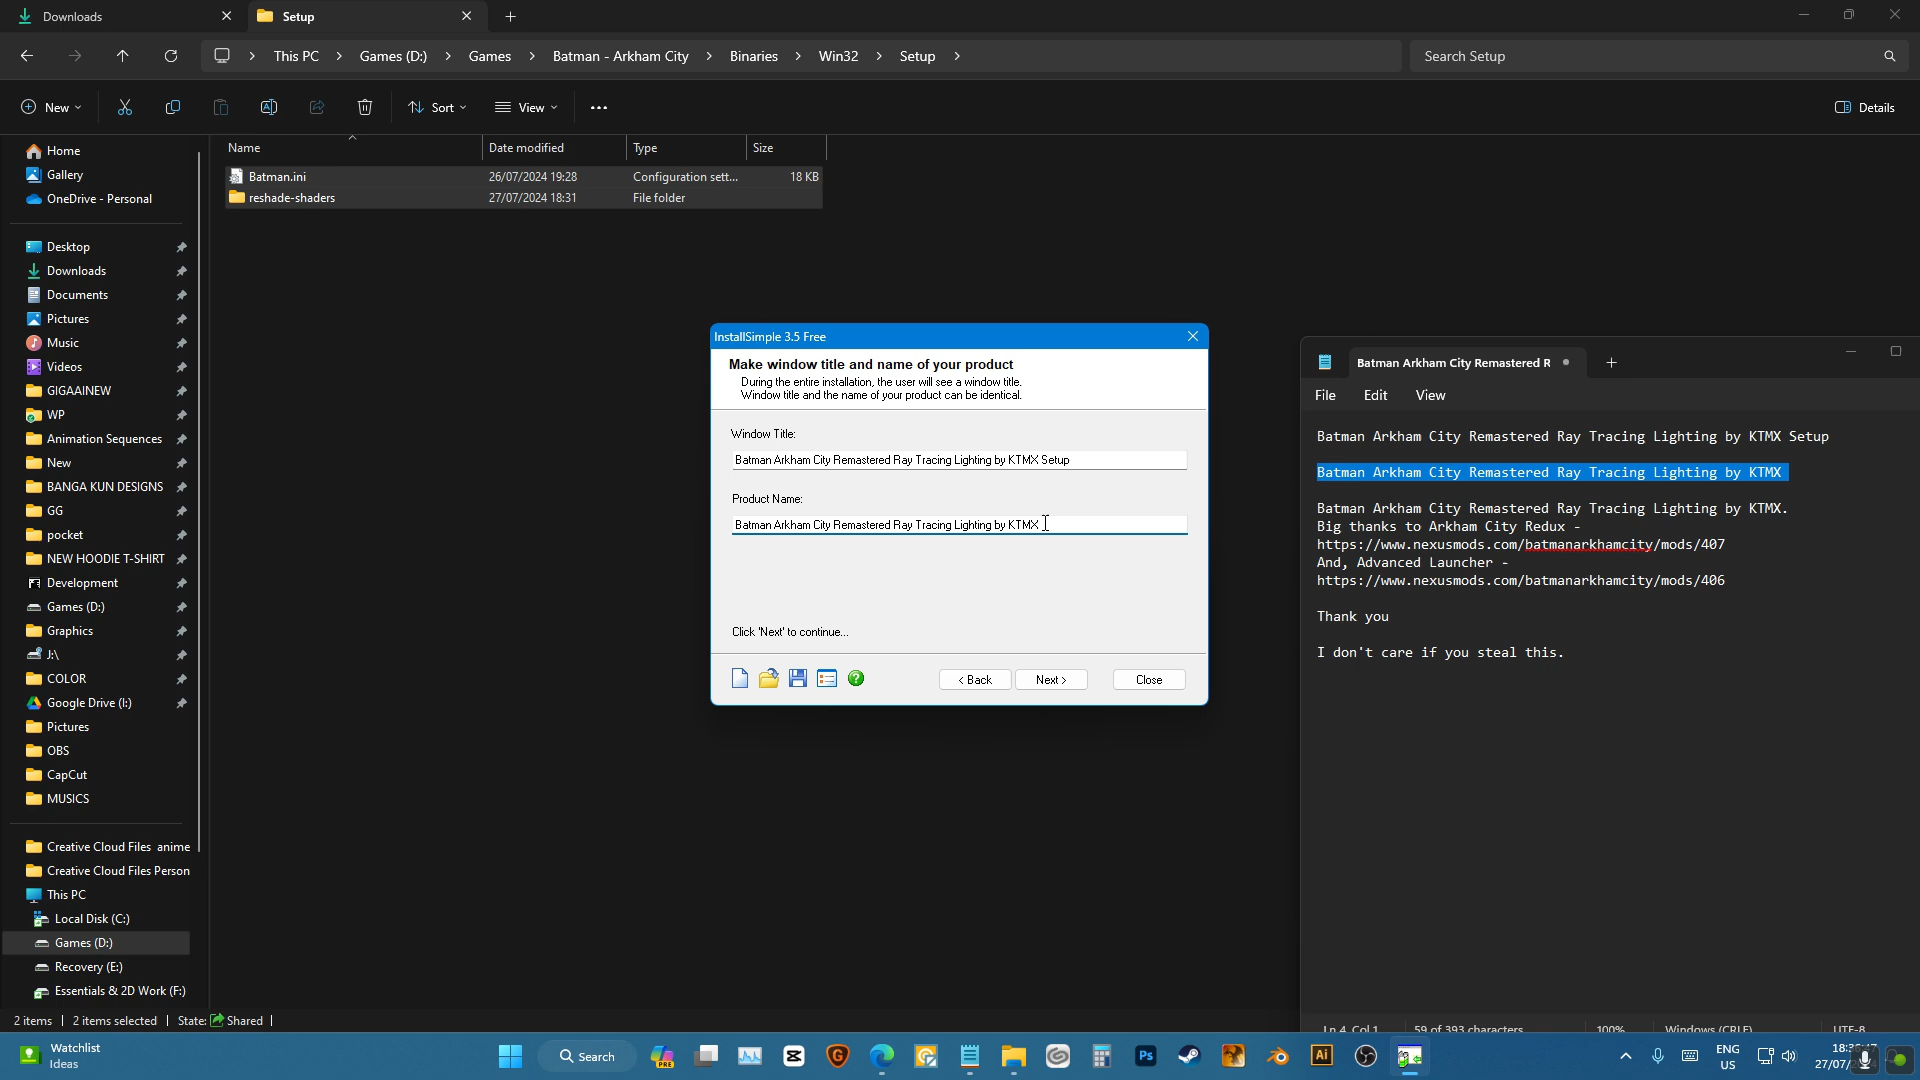 Downloads
Setup
This PC > Games (D:) > Games > Batman - Arkham City > Binaries > Win32 > Setup >
Search Setup
New
Sort
View
Details
Name
Date modified
Type
Size
Batman.ini
26/07/2024 19:28
Configuration sett...
18 KB
reshade-shaders
27/07/2024 18:31
File folder
Home
Gallery
OneDrive - Personal
Desktop
Downloads
Documents
Pictures
Music
Videos
GIGAAINEW
WP
Animation Sequences
New
BANGA KUN DESIGNS
GG
pocket
NEW HOODIE T-SHIRT
Development
Games (D:)
Graphics
J:\
COLOR
Google Drive (I:)
Pictures
OBS
CapCut
MUSICS
Creative Cloud Files anime
Creative Cloud Files Person
This PC
Local Disk (C:)
Games (D:)
Recovery (E:)
Essentials & 2D Work (F:)
2 items
2 items selected
State:
Shared
InstallSimple 3.5 Free
Make window title and name of your product
During the entire installation, the user will see a window title.
Window title and the name of your product can be identical.
Window Title:
Batman Arkham City Remastered Ray Tracing Lighting by KTMX Setup
Product Name:
Batman Arkham City Remastered Ray Tracing Lighting by KTMX
Click 'Next' to continue...
< Back
Next >
Close
Batman Arkham City Remastered R
File
Edit
View
Batman Arkham City Remastered Ray Tracing Lighting by KTMX Setup
Batman Arkham City Remastered Ray Tracing Lighting by KTMX
Batman Arkham City Remastered Ray Tracing Lighting by KTMX.
Big thanks to Arkham City Redux -
https://www.nexusmods.com/batmanarkhamcity/mods/407
And, Advanced Launcher -
https://www.nexusmods.com/batmanarkhamcity/mods/406
Thank you
I don't care if you steal this.
Ln 4, Col 1
59 of 393 characters
100%
Windows (CRLF)
UTF-8
Watchlist
Ideas
Search
PRE
Ps
Ai
ENG
US
27/07/